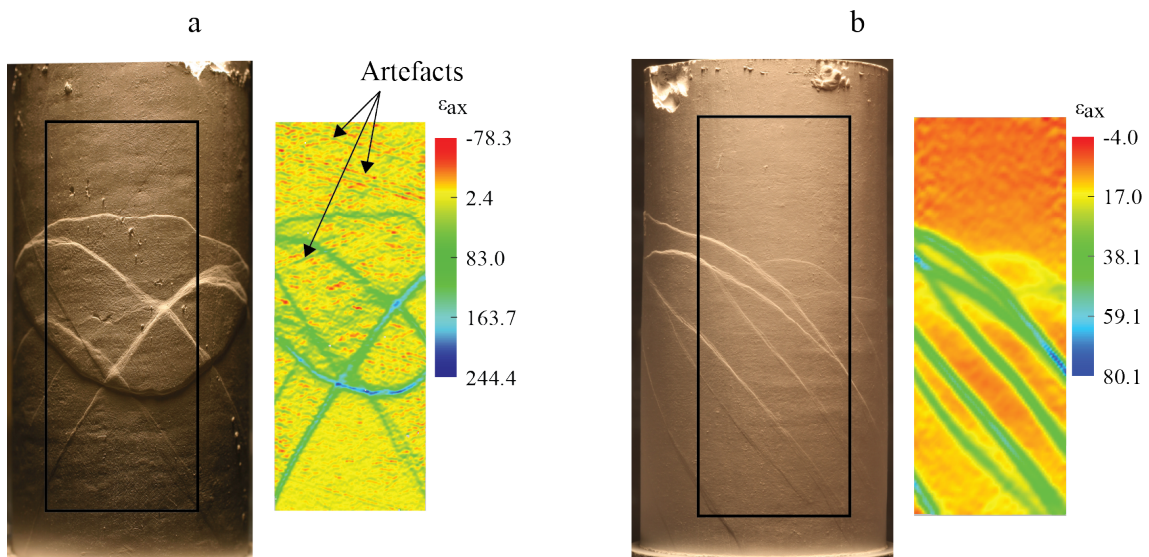 a
b
Artefacts
εax
-78.3
2.4
83.0
163.7
244.4
εax
-4.0
17.0
38.1
59.1
80.1